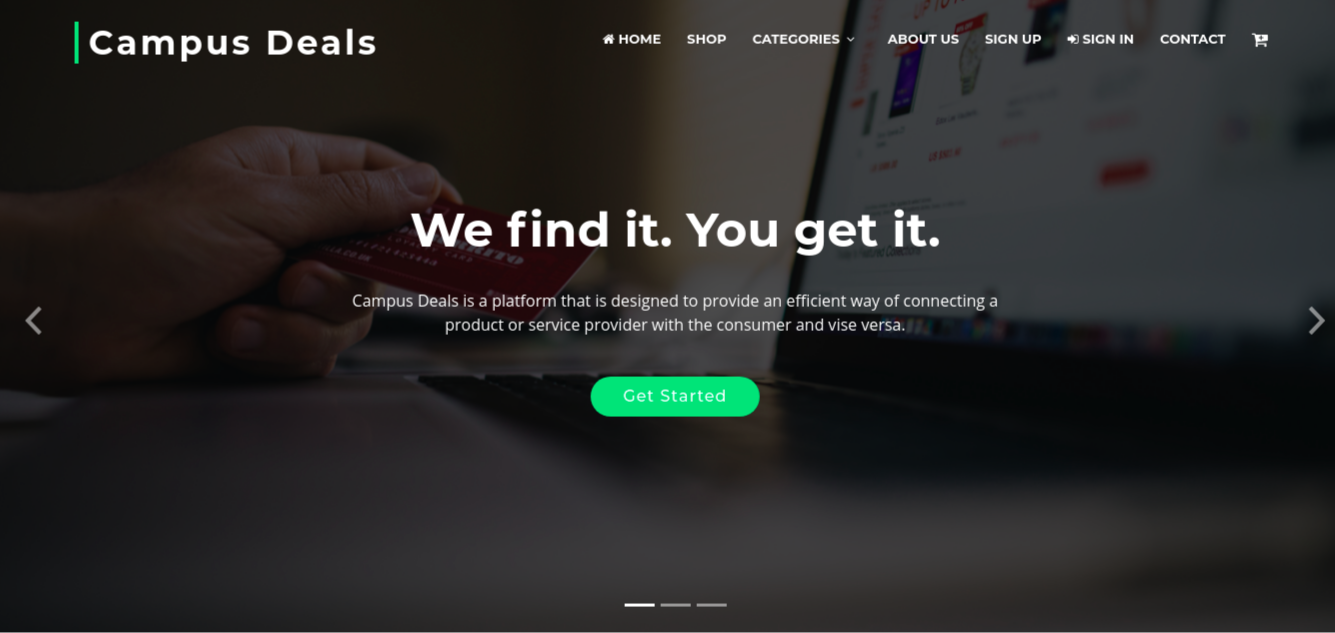 Campus Deals
HOME SHOP CATEGORIES ABOUT US SIGN UP SIGN IN CONTACT
We find it. You get it.
Campus Deals is a platform that is designed to provide an efficient way of connecting a
product or service provider with the consumer and vise versa.
Get Started